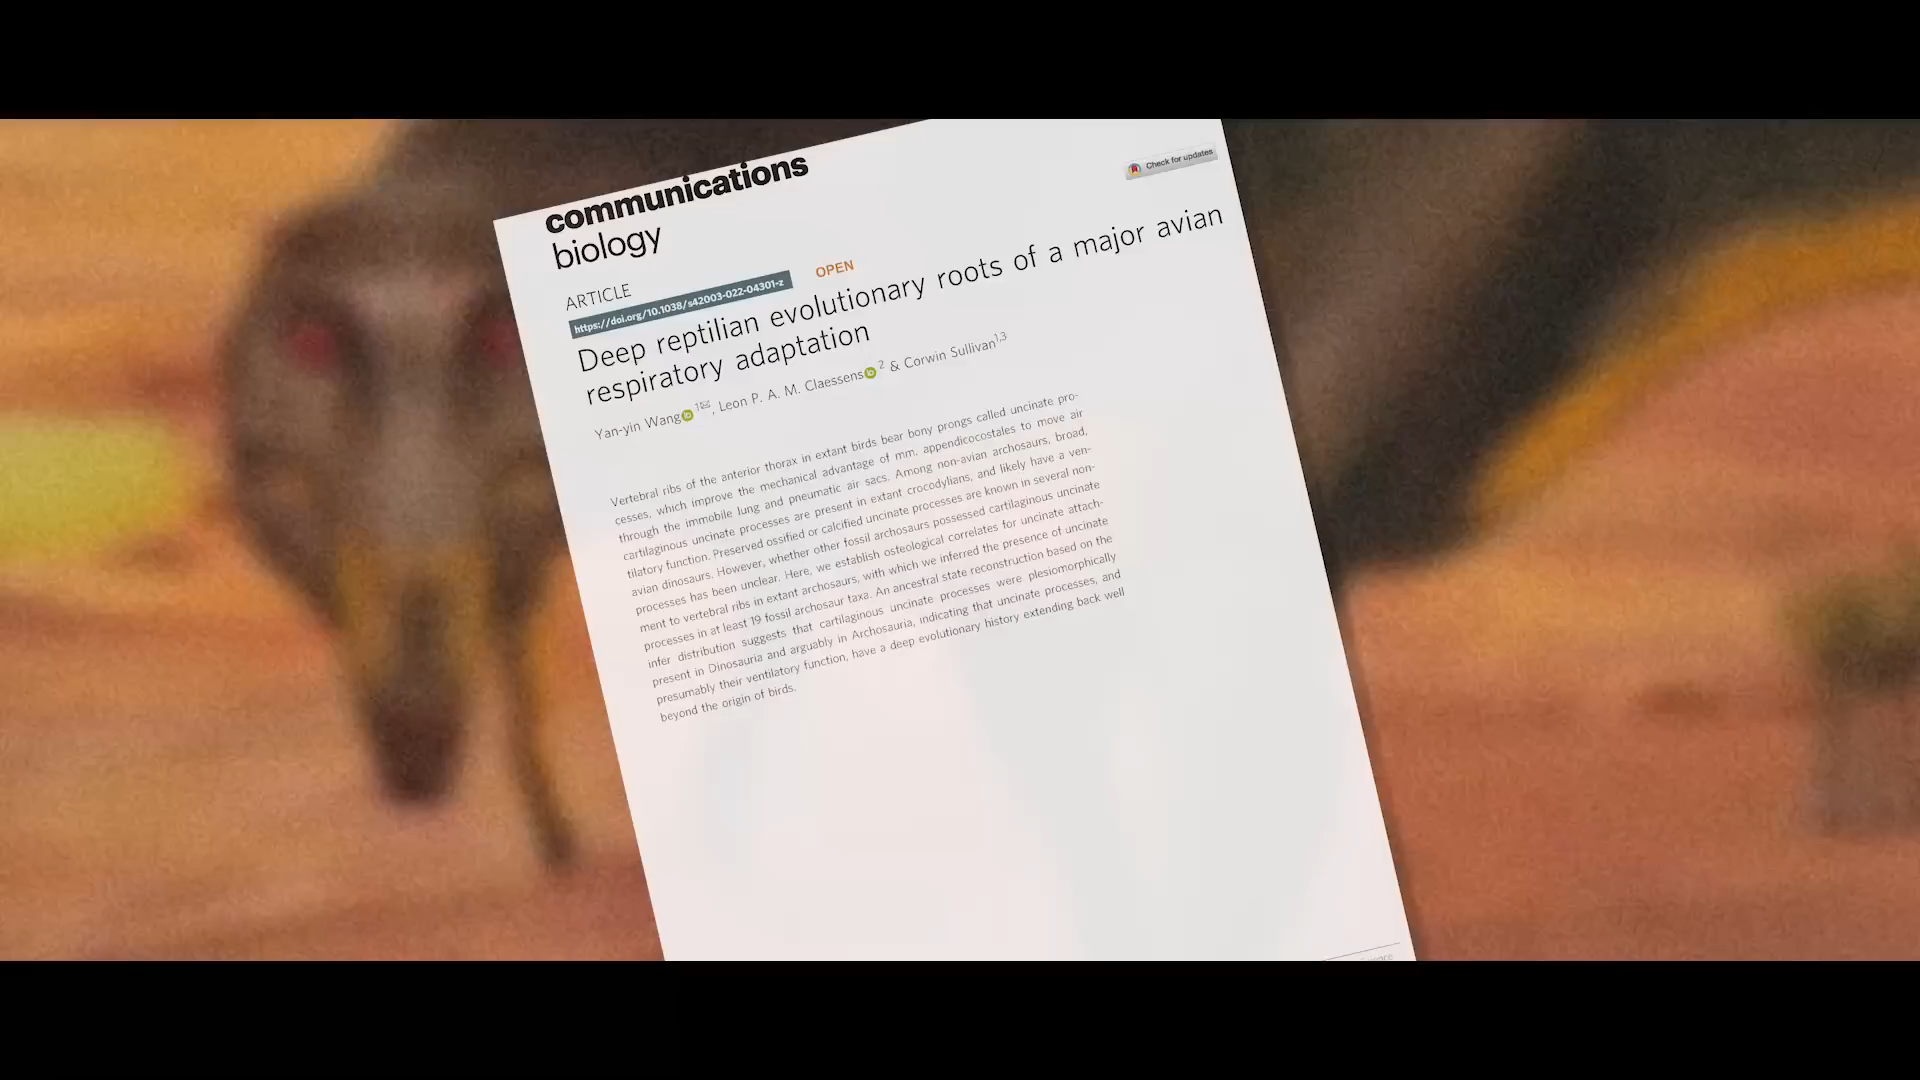 communications
biology
Check for updates
ARTICLE
https://doi.org/10.1038/s42003-022-04301-z
OPEN
Deep reptilian evolutionary roots of a major avian
respiratory adaptation
Yan-yin Wang 1✉, Leon P. A. M. Claessens 2 & Corwin Sullivan1,3
Vertebral ribs of the anterior thorax in extant birds bear bony prongs called uncinate pro-
cesses, which improve the mechanical advantage of mm. appendicocostales to move air
through the immobile lung and pneumatic air sacs. Among non-avian archosaurs, broad,
cartilaginous uncinate processes are present in extant crocodylians, and likely have a ven-
tilatory function. Preserved ossified or calcified uncinate processes are known in several non-
avian dinosaurs. However, whether other fossil archosaurs possessed cartilaginous uncinate
processes has been unclear. Here, we establish osteological correlates for uncinate attach-
ment to vertebral ribs in extant archosaurs, with which we inferred the presence of uncinate
processes in at least 19 fossil archosaur taxa. An ancestral state reconstruction based on the
infer distribution suggests that cartilaginous uncinate processes were plesiomorphically
present in Dinosauria and arguably in Archosauria, indicating that uncinate processes, and
presumably their ventilatory function, have a deep evolutionary history extending back well
beyond the origin of birds.